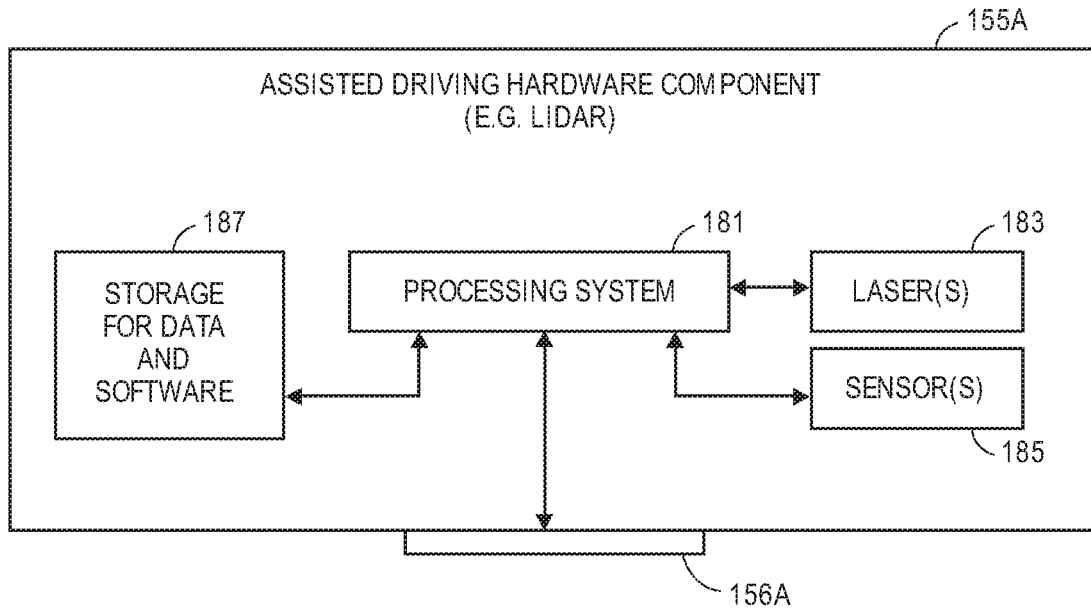 155A
ASSISTED DRIVING HARDWARE COMPONENT
(E.G. LIDAR)
187
181
183
STORAGE
FOR DATA
AND
SOFTWARE
PROCESSING SYSTEM
LASER(S)
SENSOR(S)
185
156A